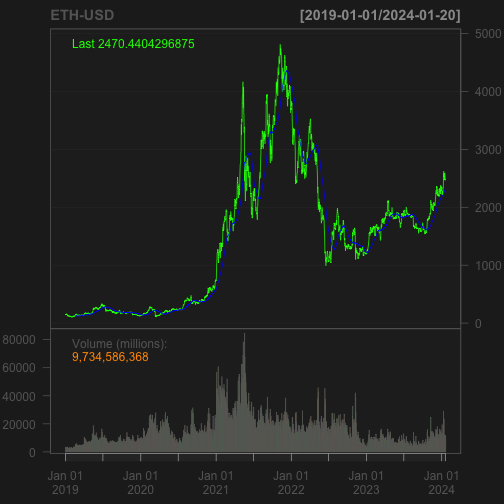 ETH-USD [2019-01-01/2024-01-20]
Last 2470.4404296875
5000
4000
3000
2000
1000
Volume (millions):
9,734,586,368
80000
60000
40000
20000
0
Jan 01 Jan 01 Jan 01 Jan 01 Jan 01 Jan 01
2019 2020 2021 2022 2023 2024